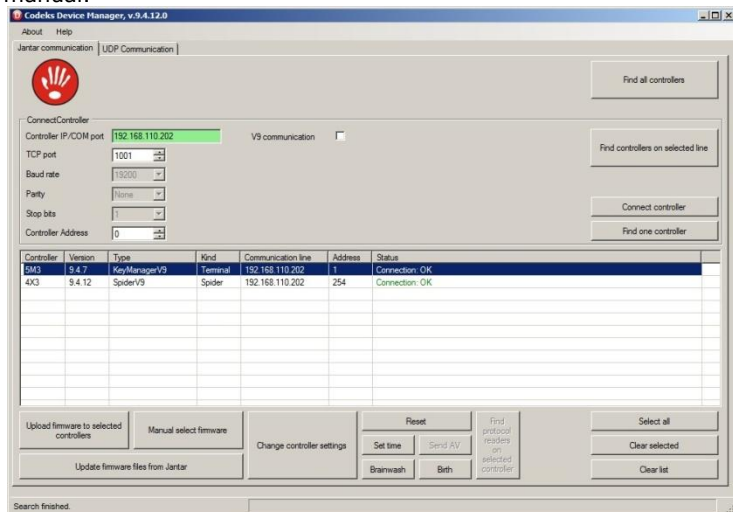 manual.
Codeks Device Manager, v.9.4.12.0
About Help
Jantar communication UDP Communication
Find all controllers
ConnectController
Controller IP/COM port 192.168.110.202 V9 communication
TCP port 1001
Find controllers on selected line
Baud rate 19200
Parity None
Stop bits 1
Connect controller
Controller Address 0
Find one controller
Controller Version Type Kind Communication line Address Status
5M3 9.4.7 KeyManagerV9 Terminal 192.168.110.202 1 Connection: OK
4X3 9.4.12 SpiderV9 Spider 192.168.110.202 254 Connection: OK
Upload firmware to selected
controllers
Manual select firmware
Update firmware files from Jantar
Change controller settings
Reset
Set time Send AV
Brainwash Birth
Find
protocol
readers
on
selected
controller
Select all
Clear selected
Clear list
Search finished.